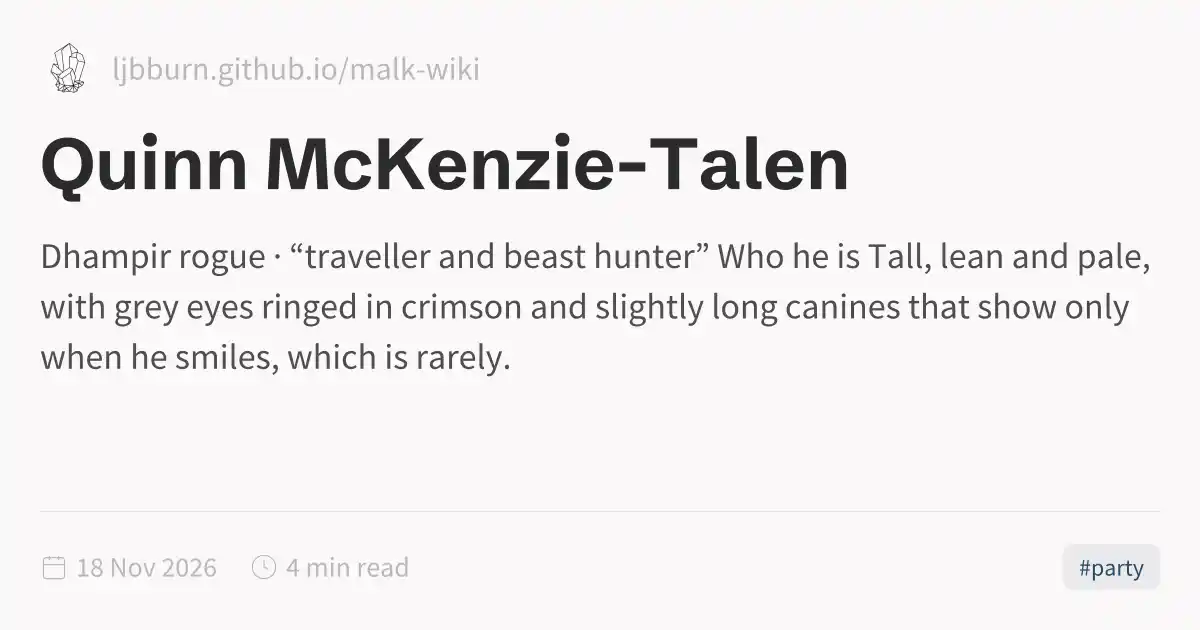 ljbburn.github.io/malk-wiki
Quinn McKenzie-Talen
Dhampir rogue · “traveller and beast hunter” Who he is Tall, lean and pale,
with grey eyes ringed in crimson and slightly long canines that show only
when he smiles, which is rarely.
18 Nov 2026
4 min read
#party